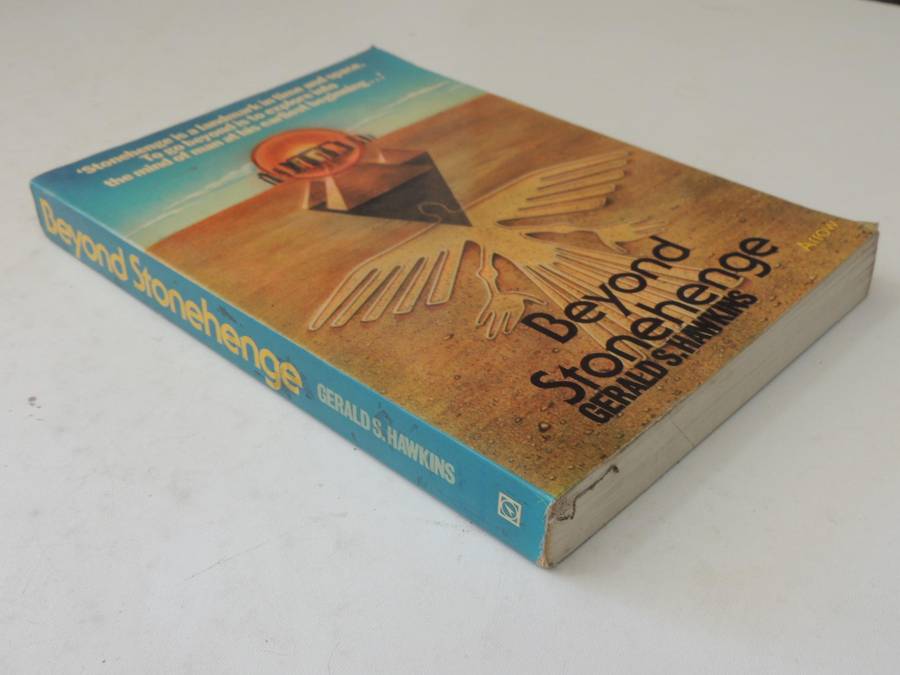 'Stonehenge is a landmark in time and space.
To go beyond is to explore into
the mind of man at his earliest beginning...'
Beyond
Stonehenge
GERALD S. HAWKINS
Arrow
Beyond Stonehenge
GERALD S. HAWKINS